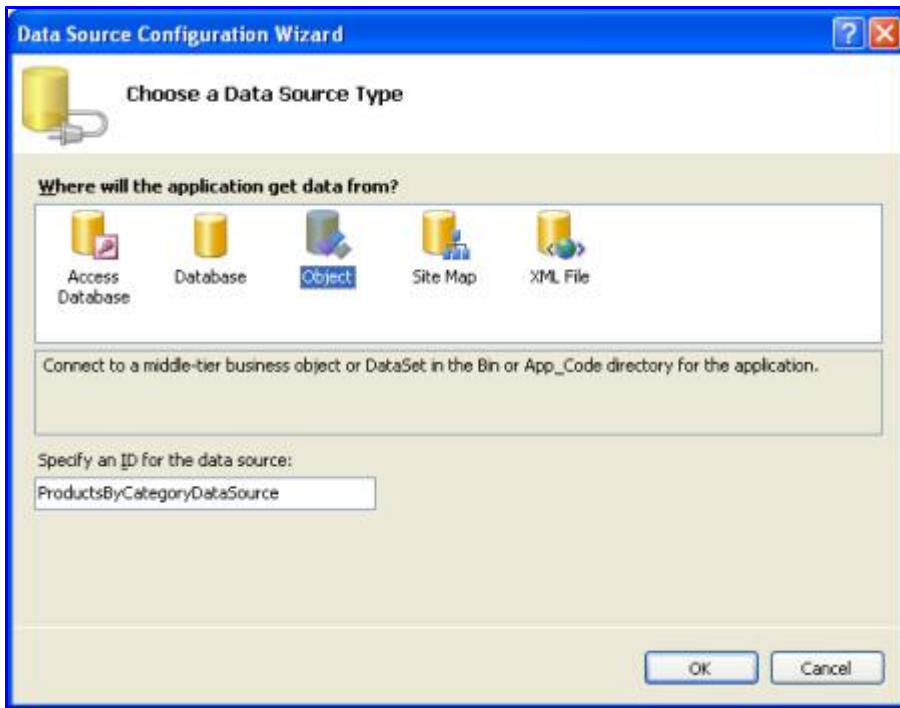 Data Source Configuration Wizard
Choose a Data Source Type
Where will the application get data from?
Access
Database
Database
Object
Site Map
XML File
Connect to a middle-tier business object or DataSet in the Bin or App_Code directory for the application.
Specify an ID for the data source:
ProductsByCategoryDataSource
OK
Cancel